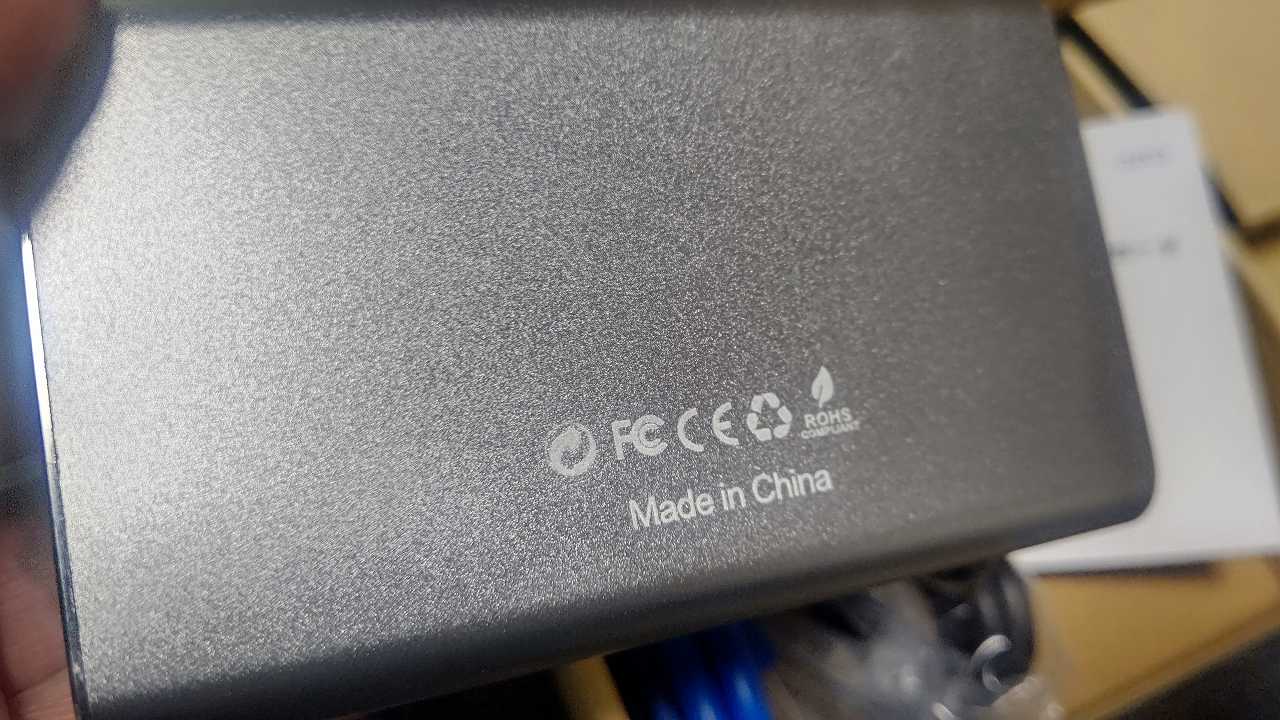 FC CE ROHS
COMPLIANT
Made in China